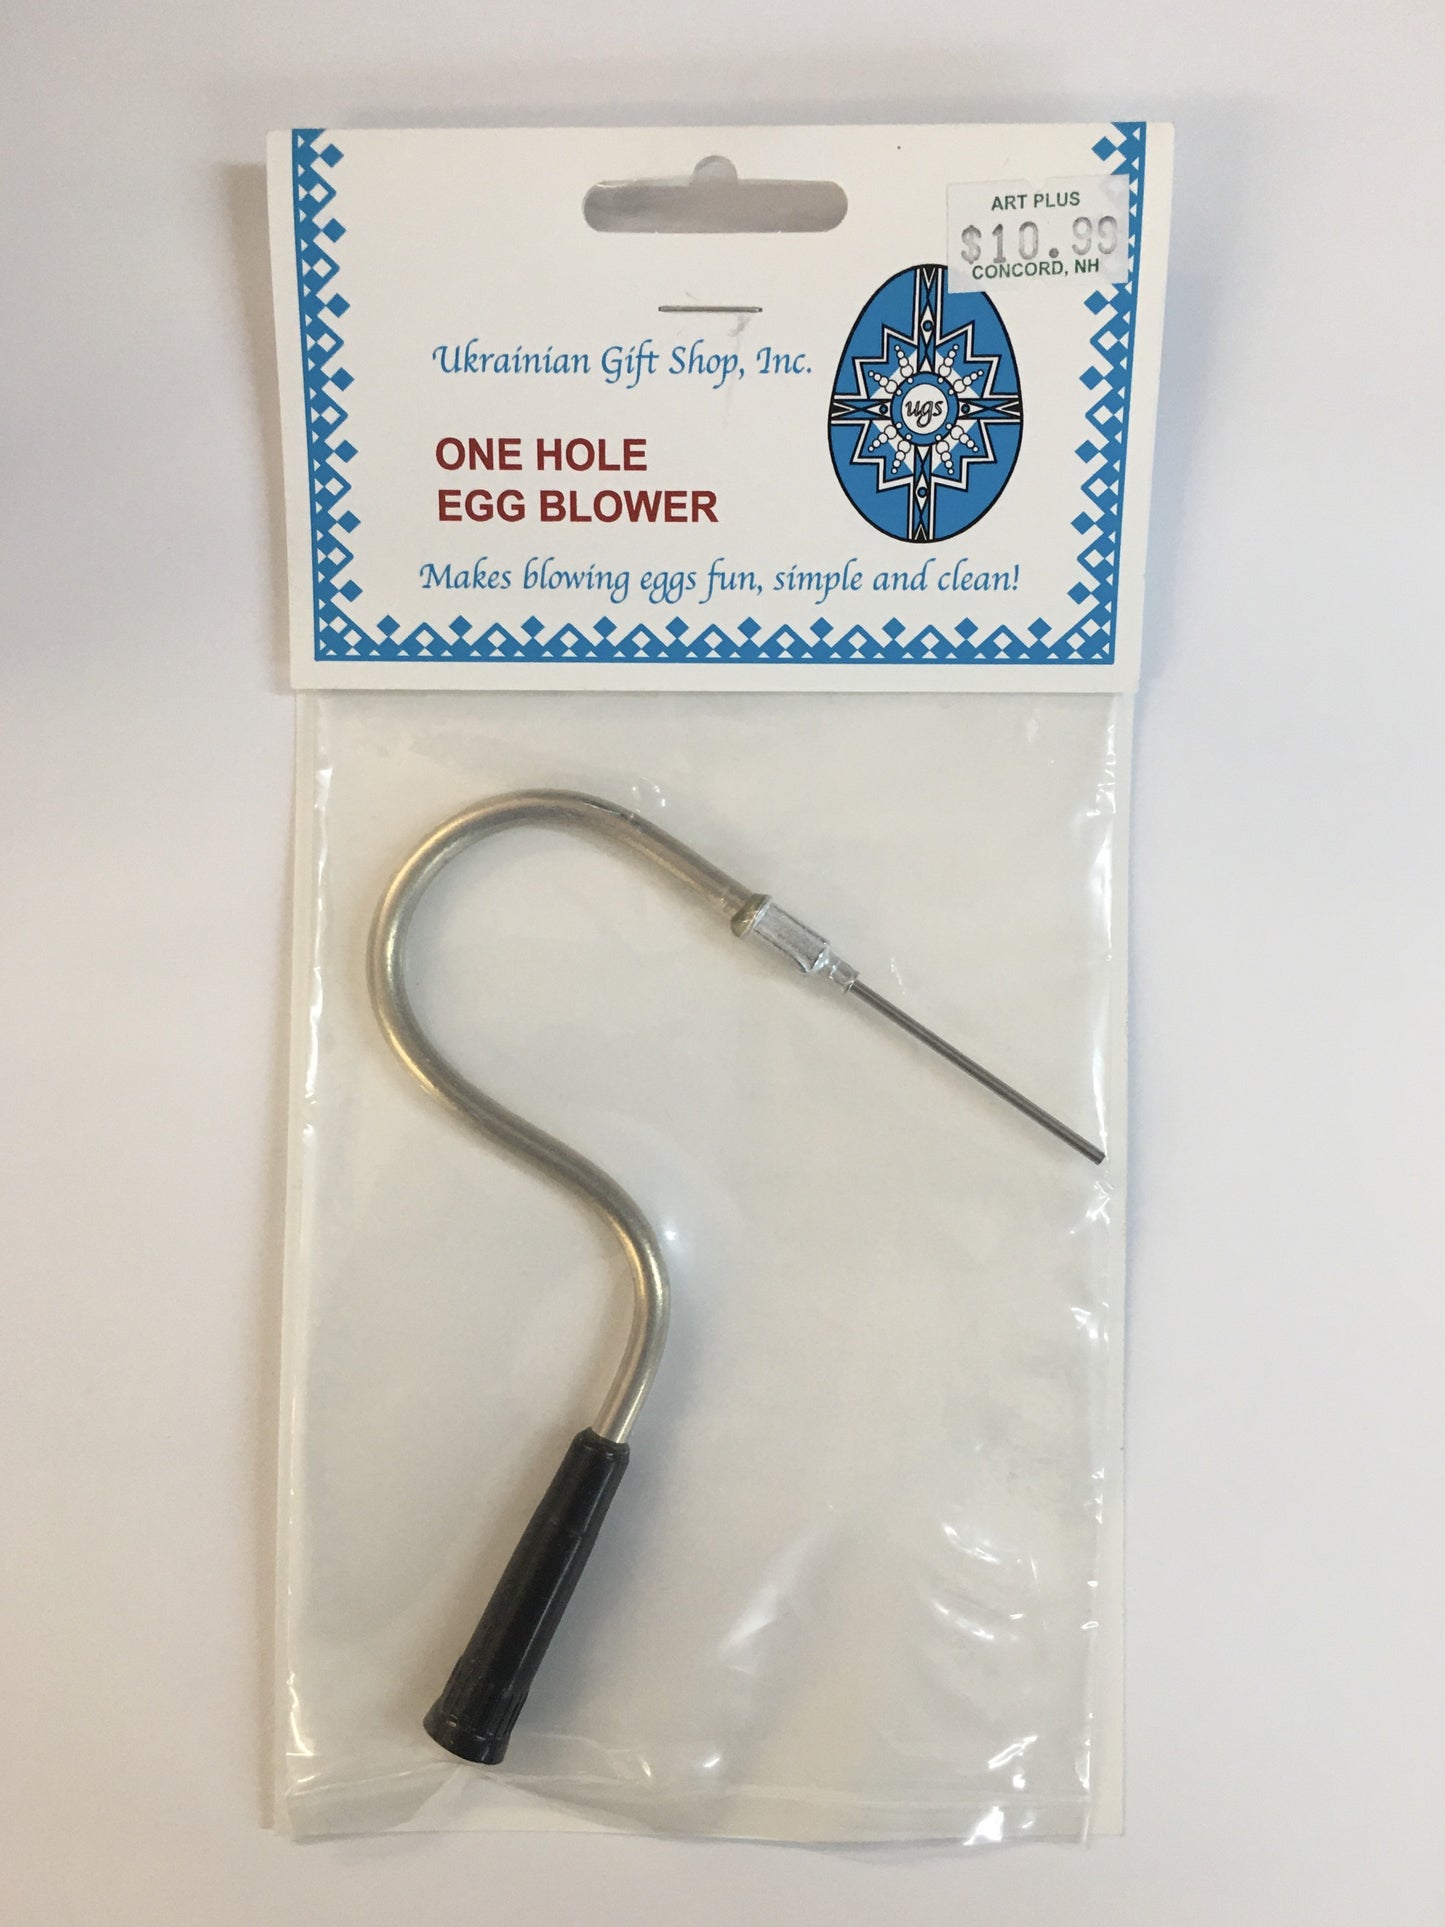 ART PLUS
$10.99
CONCORD, NH
Ukrainian Gift Shop, Inc.
ugs
ONE HOLE
EGG BLOWER
Makes blowing eggs fun, simple and clean!